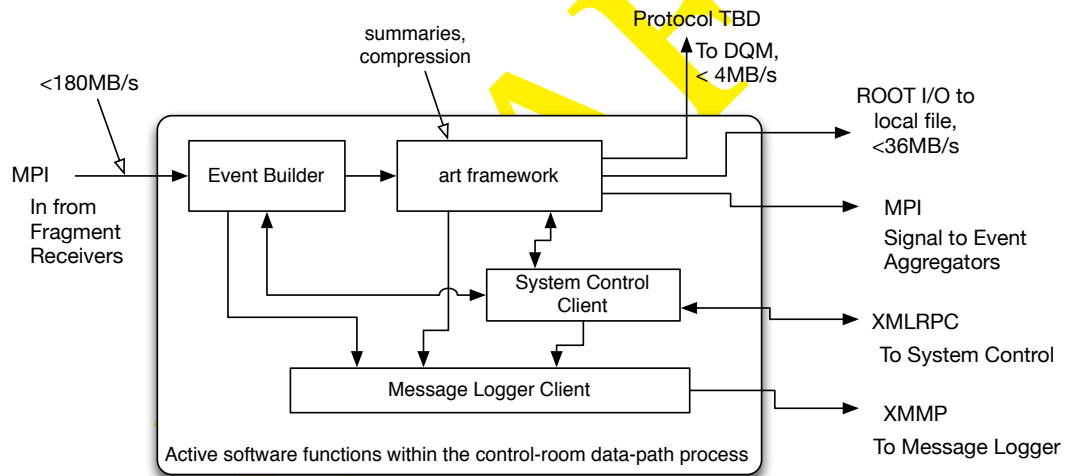 Protocol TBD
To DQM,
< 4MB/s
summaries,
compression
<180MB/s
ROOT I/O to
local file,
<36MB/s
MPI
In from
Fragment
Receivers
Event Builder
art framework
MPI
Signal to Event
Aggregators
System Control
Client
XMLRPC
To System Control
Message Logger Client
XMMP
To Message Logger
Active software functions within the control-room data-path process